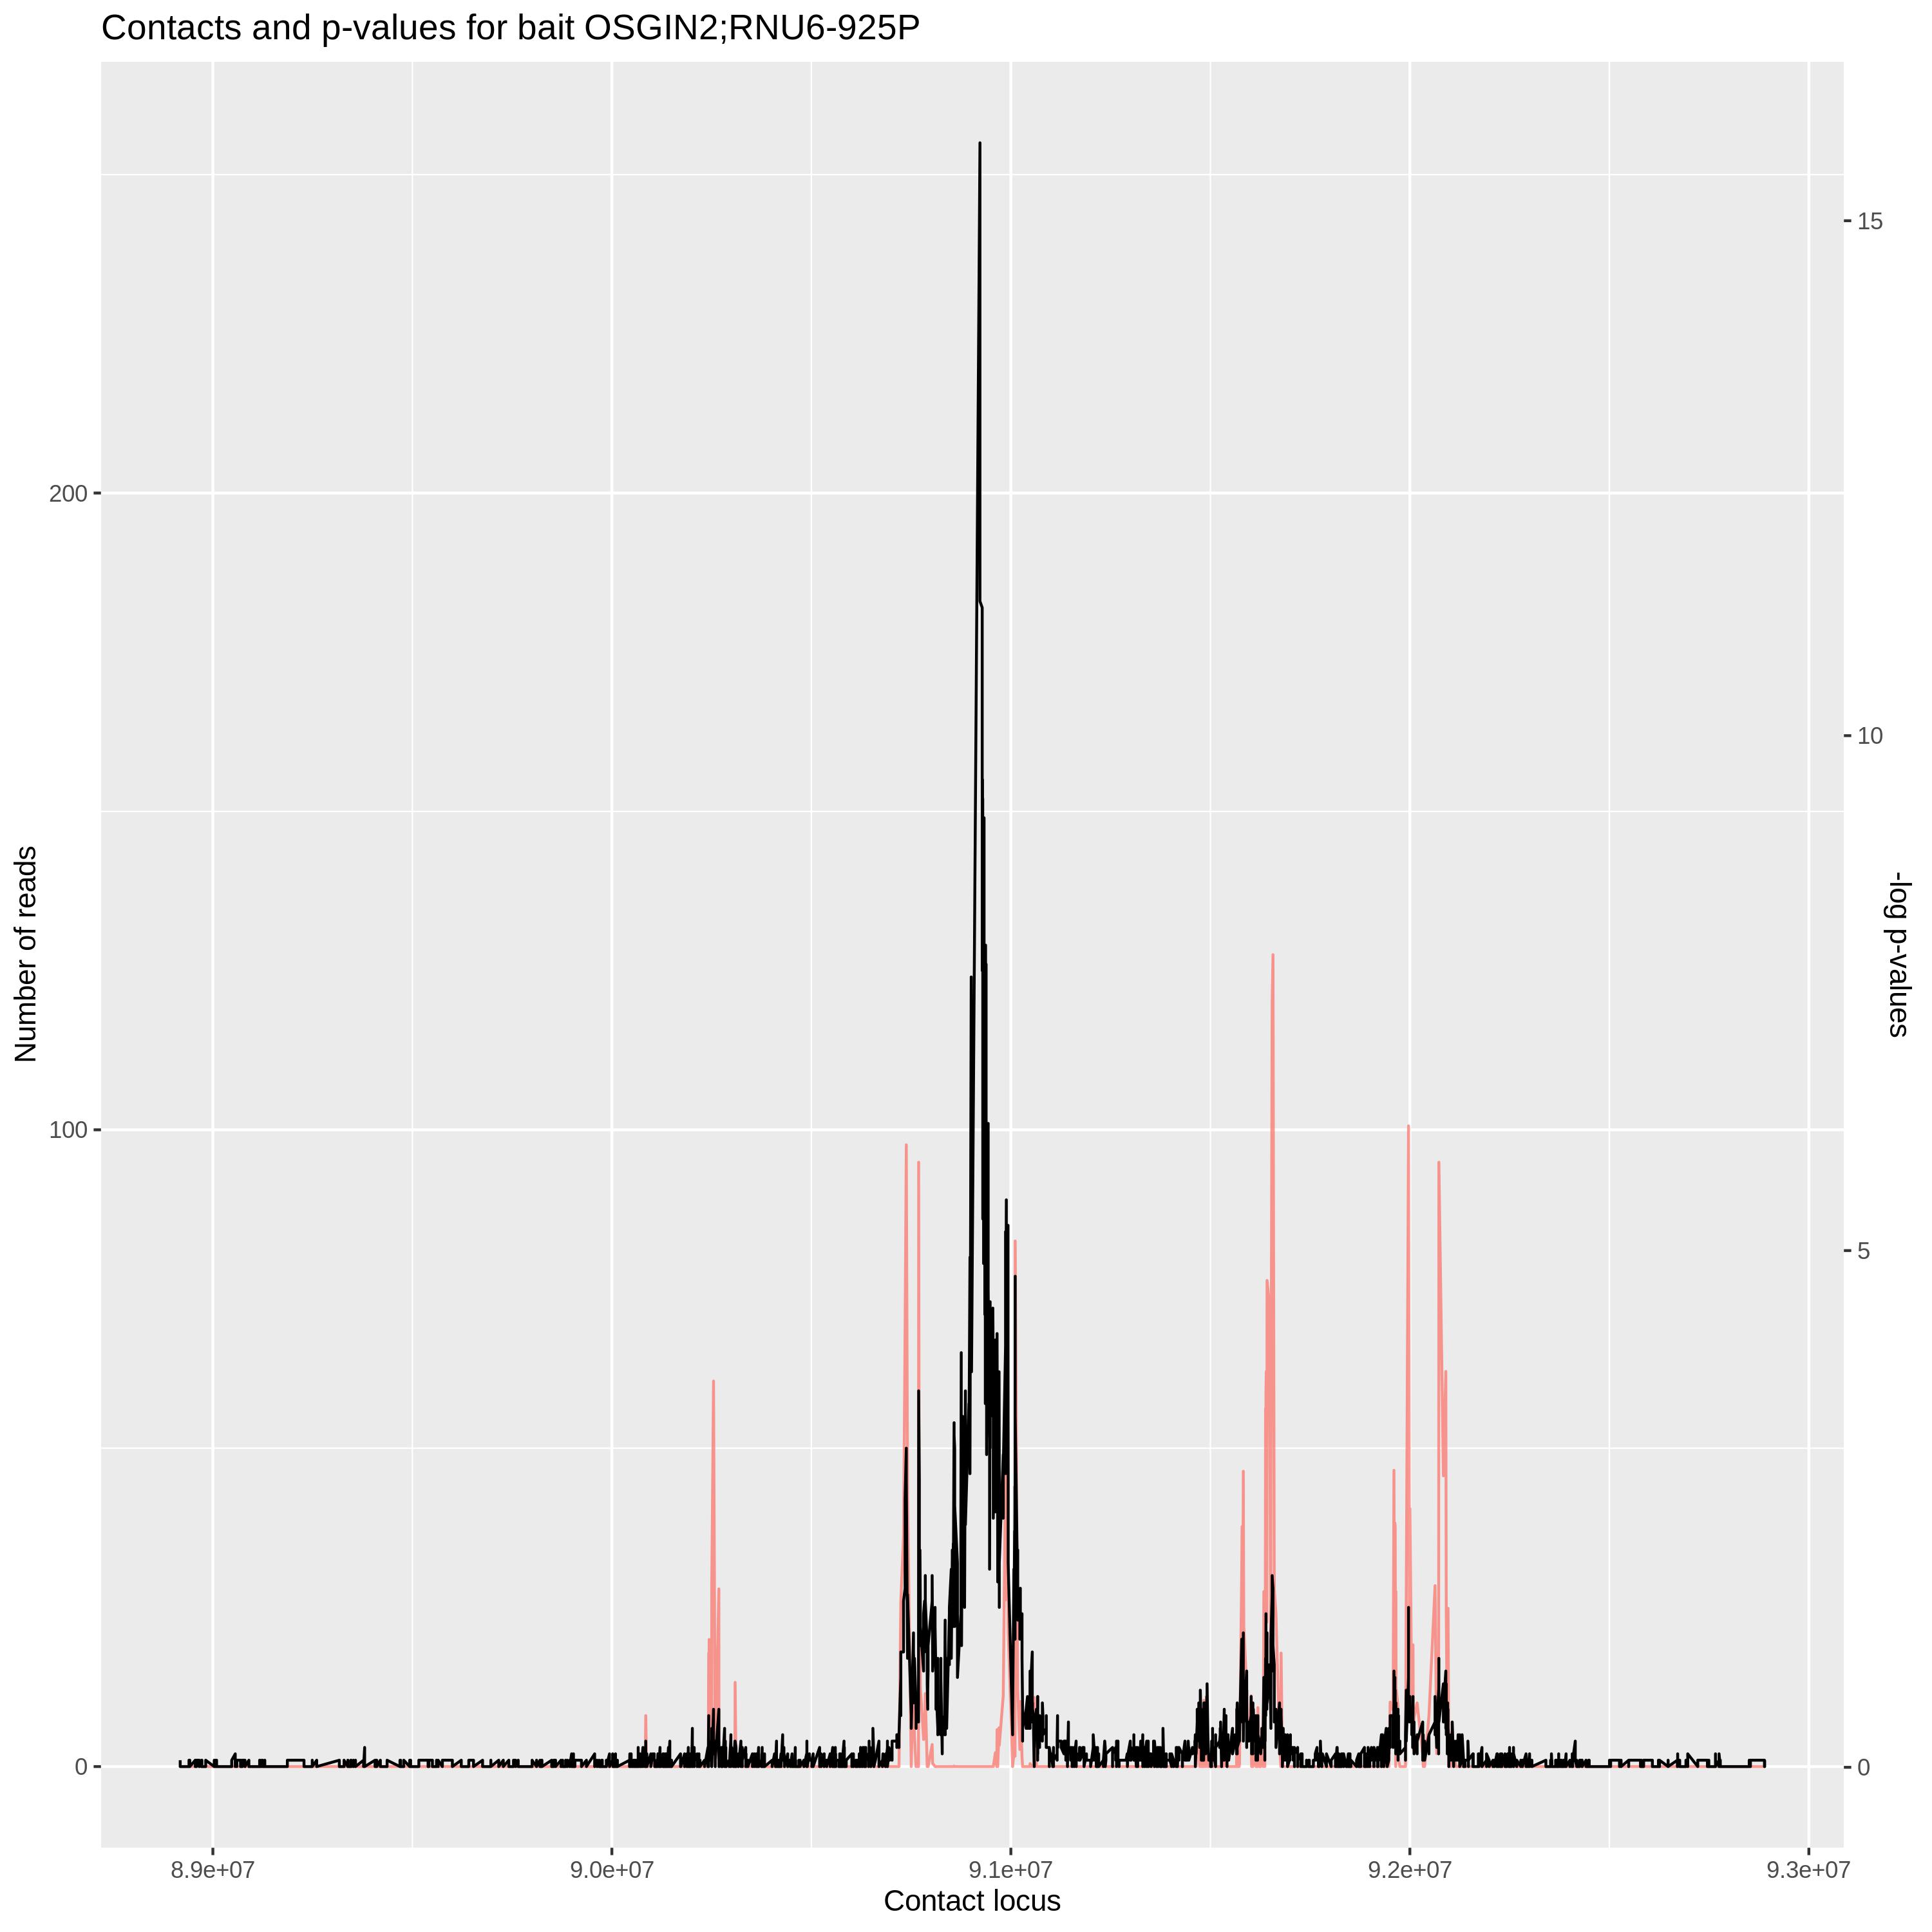 Contacts and p-values for bait OSGIN2;RNU6-925P
15
200
10
Number of reads
-log p-values
100
5
0
0
8.9e+07
9.0e+07
9.1e+07
9.2e+07
9.3e+07
Contact locus